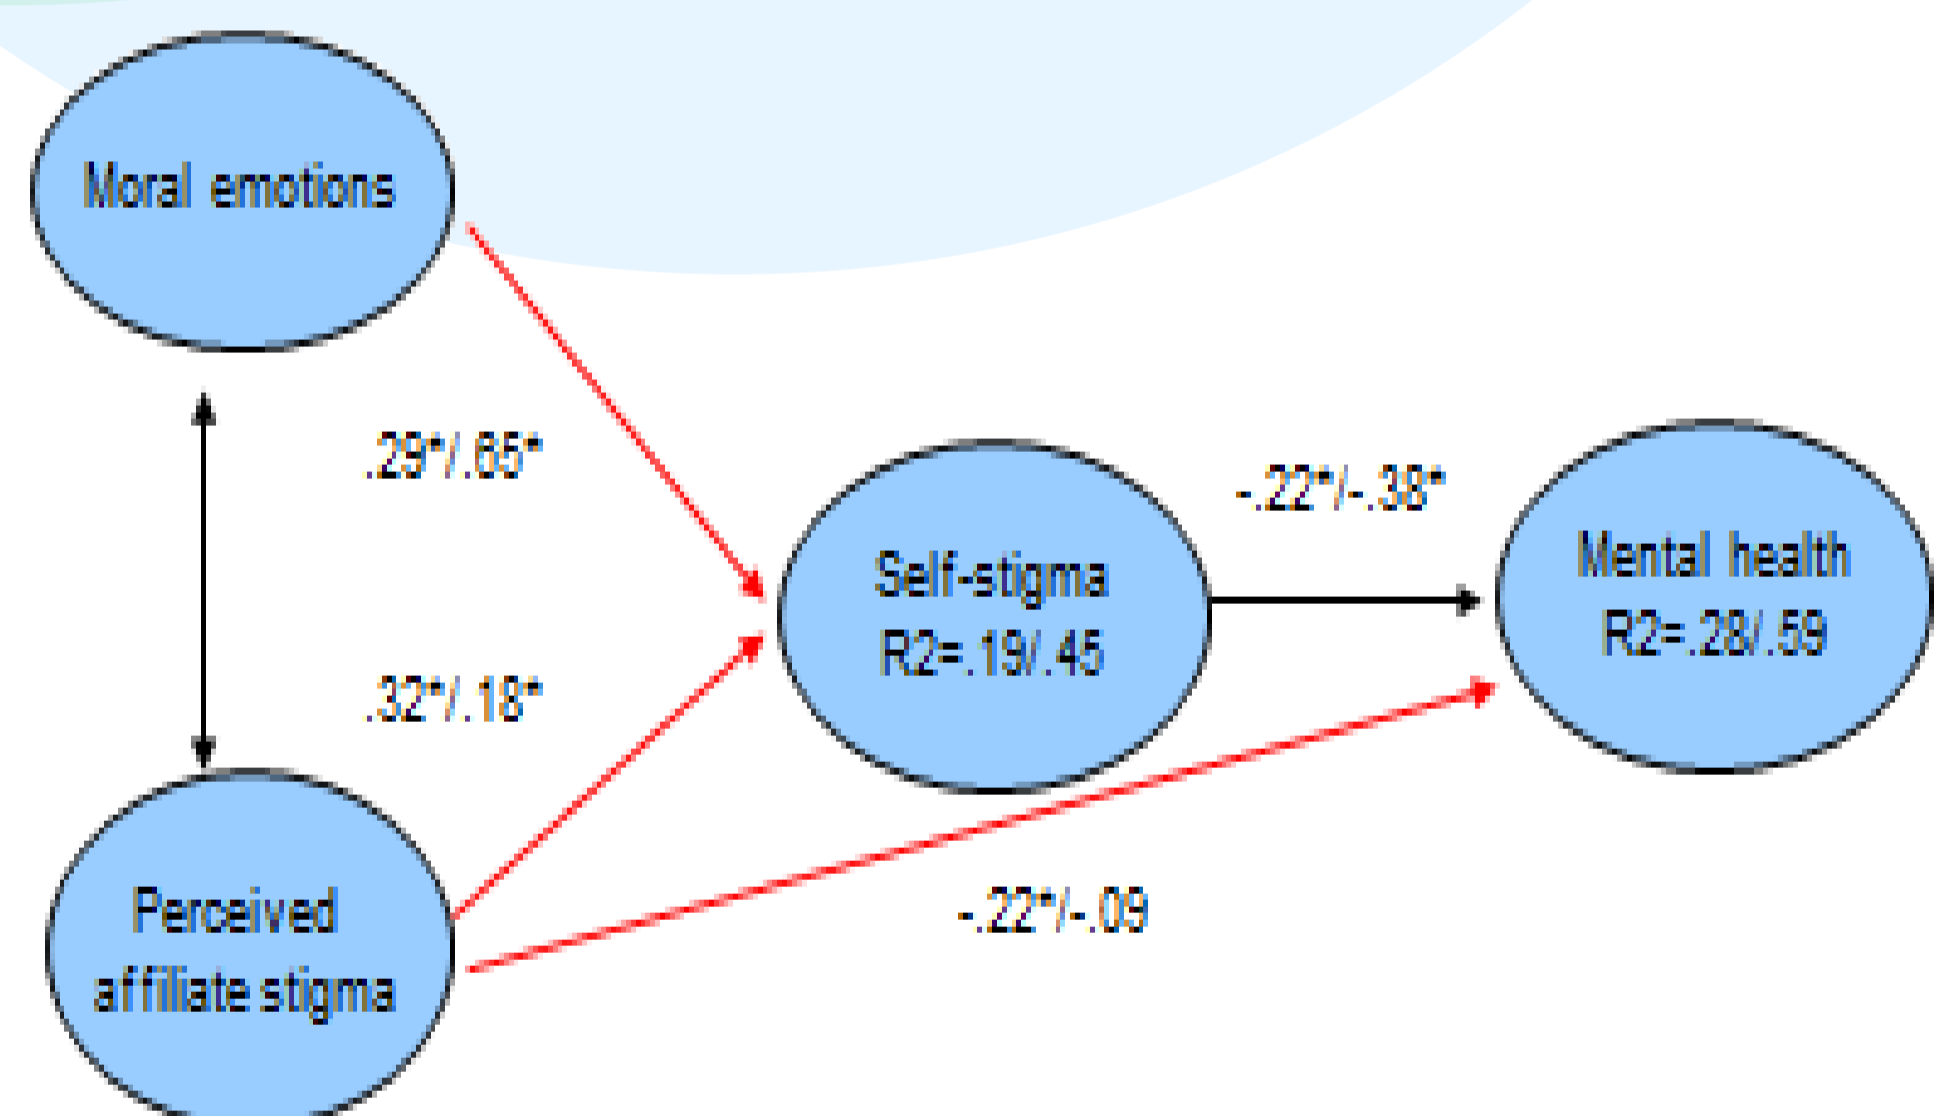 Moral emotions
.29*/.65*
-.22*/-.38*
Self-stigma
R2=.19/.45
Mental health
R2=.28/.59
.32*/.18*
-.22*/-.09
Perceived
affiliate stigma